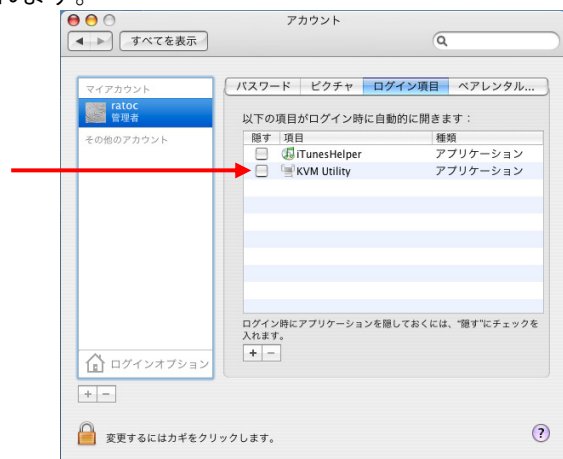 れます。
アカウント
すべてを表示
マイアカウント
ratoc
管理者
その他のアカウント
ログインオプション
パスワード ピクチャ ログイン項目 ペアレンタル...
以下の項目がログイン時に自動的に開きます：
隠す 項目 種類
iTunesHelper アプリケーション
KVM Utility アプリケーション
ログイン時にアプリケーションを隠しておくには、“隠す”にチェックを
入れます。
変更するにはカギをクリックします。